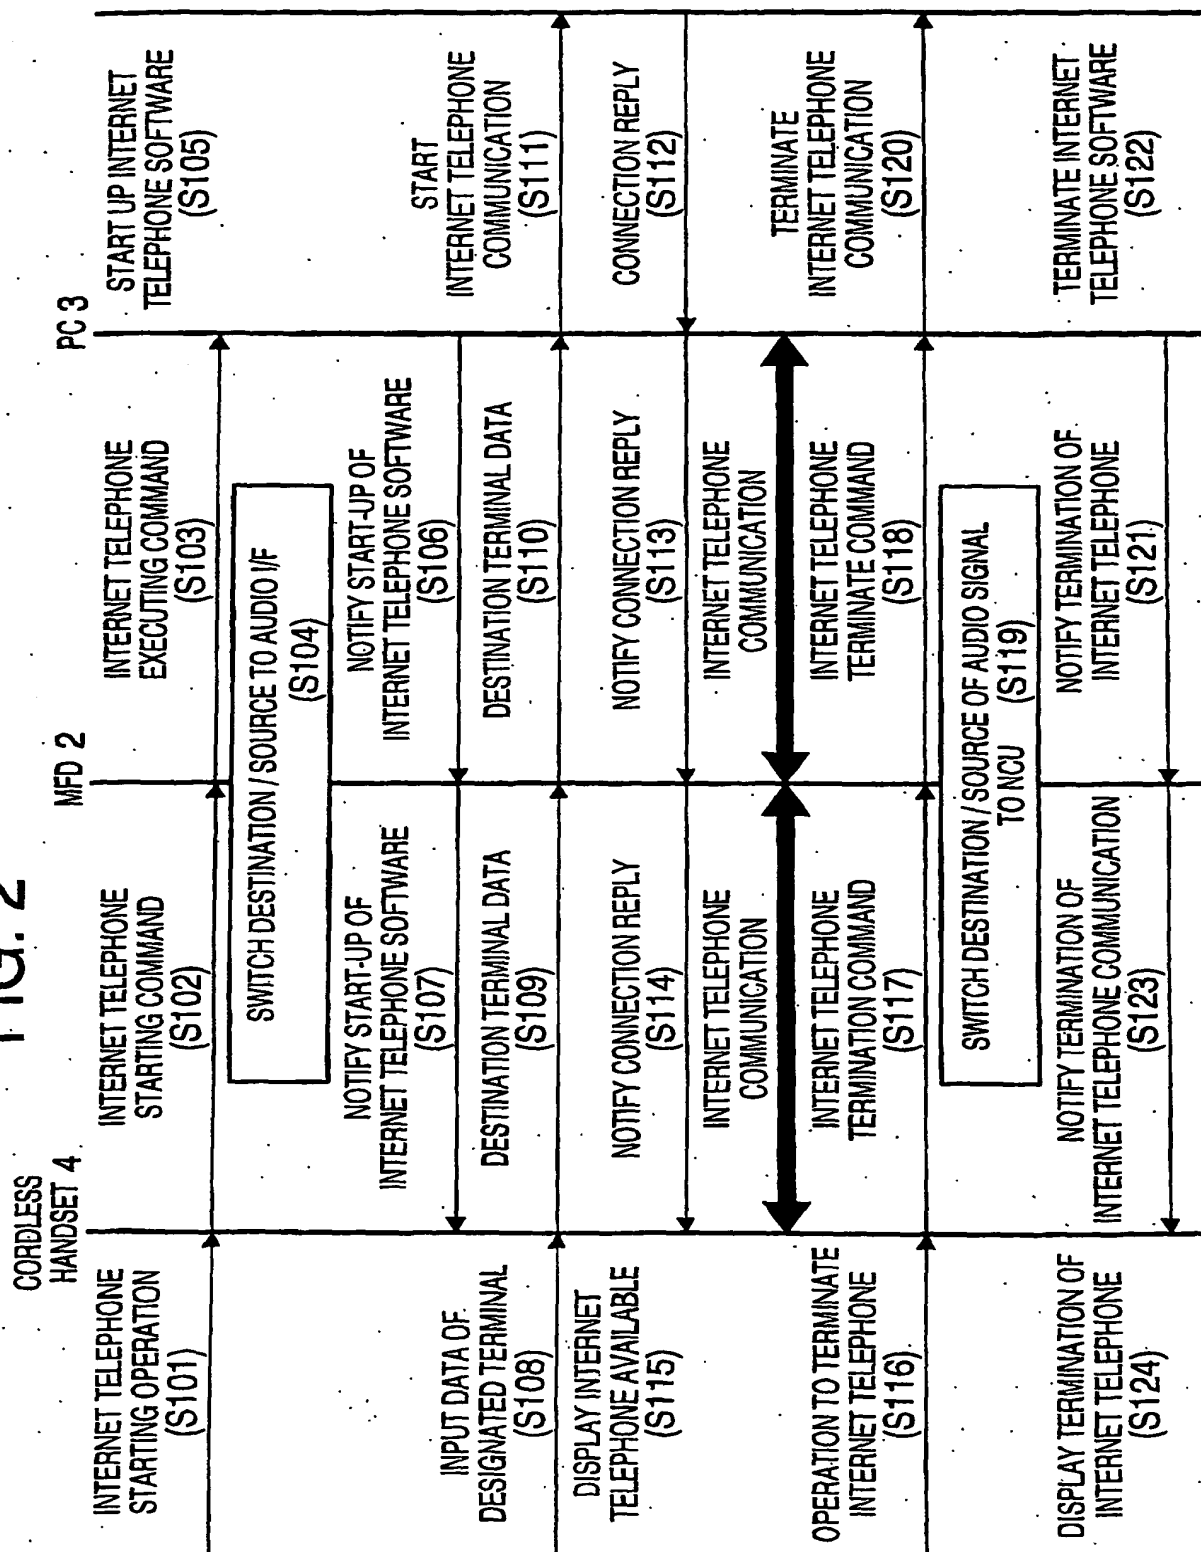 FIG. 2
CORDLESS
HANDSET 4
MFD 2
PC 3
INTERNET TELEPHONE
STARTING OPERATION
(S101)
INTERNET TELEPHONE
STARTING COMMAND
(S102)
INTERNET TELEPHONE
EXECUTING COMMAND
(S103)
START UP INTERNET
TELEPHONE SOFTWARE
(S105)
SWITCH DESTINATION / SOURCE TO AUDIO I/F
(S104)
NOTIFY START-UP OF
INTERNET TELEPHONE SOFTWARE
(S107)
NOTIFY START-UP OF
INTERNET TELEPHONE SOFTWARE
(S106)
INPUT DATA OF
DESIGNATED TERMINAL
(S108)
DESTINATION TERMINAL DATA
(S109)
DESTINATION TERMINAL DATA
(S110)
START
INTERNET TELEPHONE
COMMUNICATION
(S111)
DISPLAY INTERNET
TELEPHONE AVAILABLE
(S115)
NOTIFY CONNECTION REPLY
(S114)
NOTIFY CONNECTION REPLY
(S113)
CONNECTION REPLY
(S112)
INTERNET TELEPHONE
COMMUNICATION
INTERNET TELEPHONE
COMMUNICATION
OPERATION TO TERMINATE
INTERNET TELEPHONE
(S116)
INTERNET TELEPHONE
TERMINATION COMMAND
(S117)
INTERNET TELEPHONE
TERMINATE COMMAND
(S118)
TERMINATE
INTERNET TELEPHONE
COMMUNICATION
(S120)
SWITCH DESTINATION / SOURCE OF AUDIO SIGNAL
TO NCU (S119)
DISPLAY TERMINATION OF
INTERNET TELEPHONE
(S124)
NOTIFY TERMINATION OF
INTERNET TELEPHONE COMMUNICATION
(S123)
NOTIFY TERMINATION OF
INTERNET TELEPHONE
(S121)
TERMINATE INTERNET
TELEPHONE SOFTWARE
(S122)